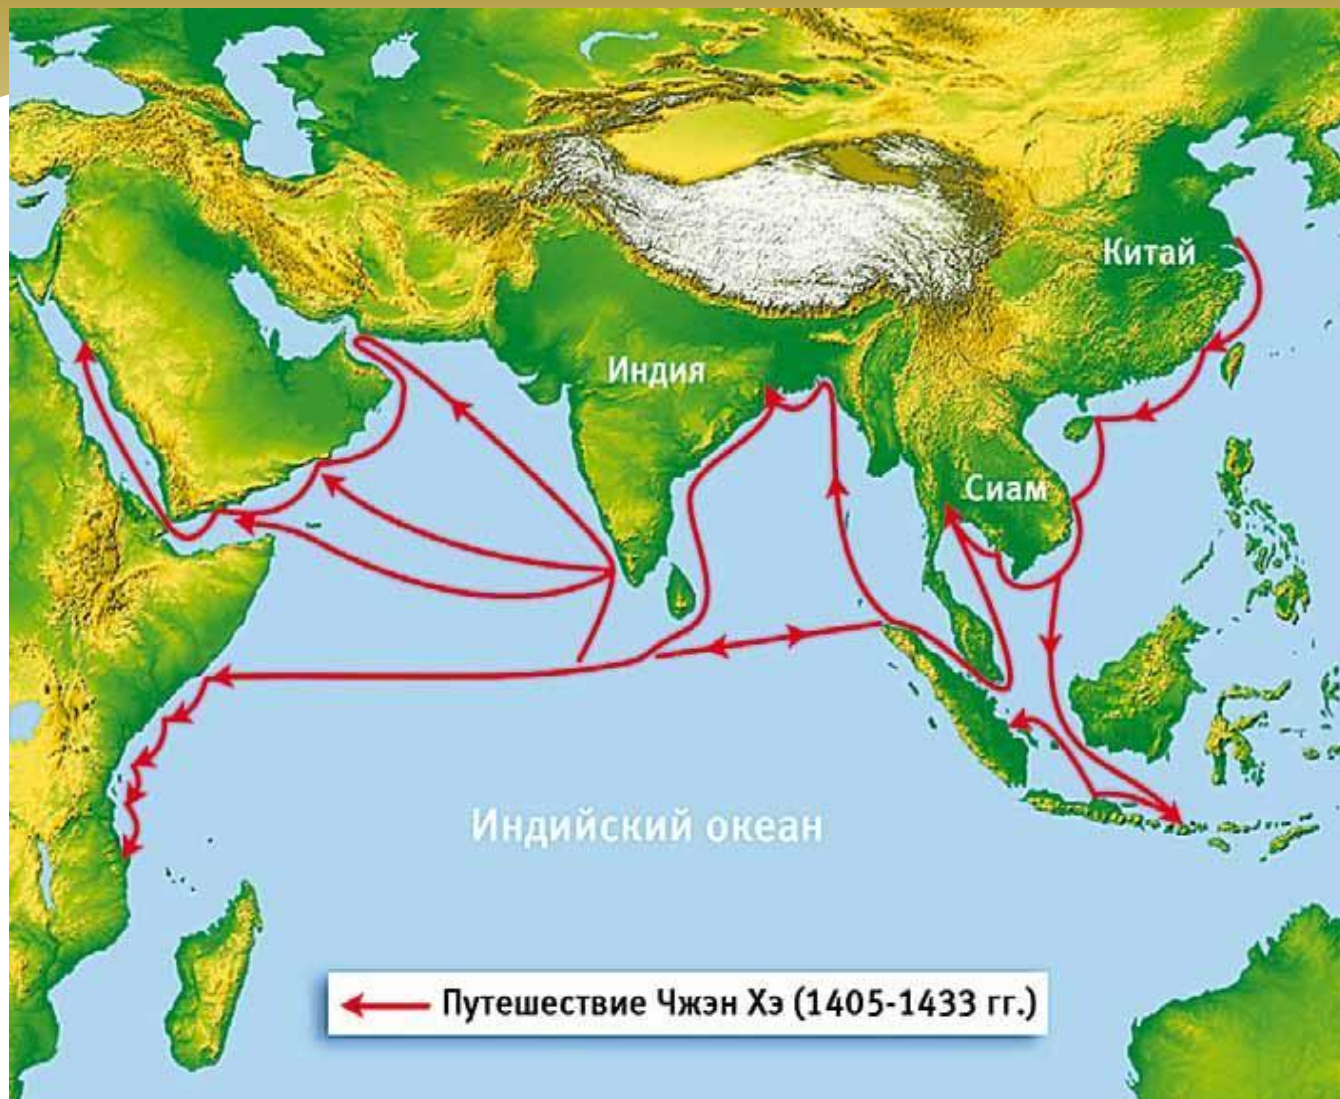 Китай
Индия
Сиам
Индийский океан
Путешествие Чжэн Хэ (1405-1433 гг.)